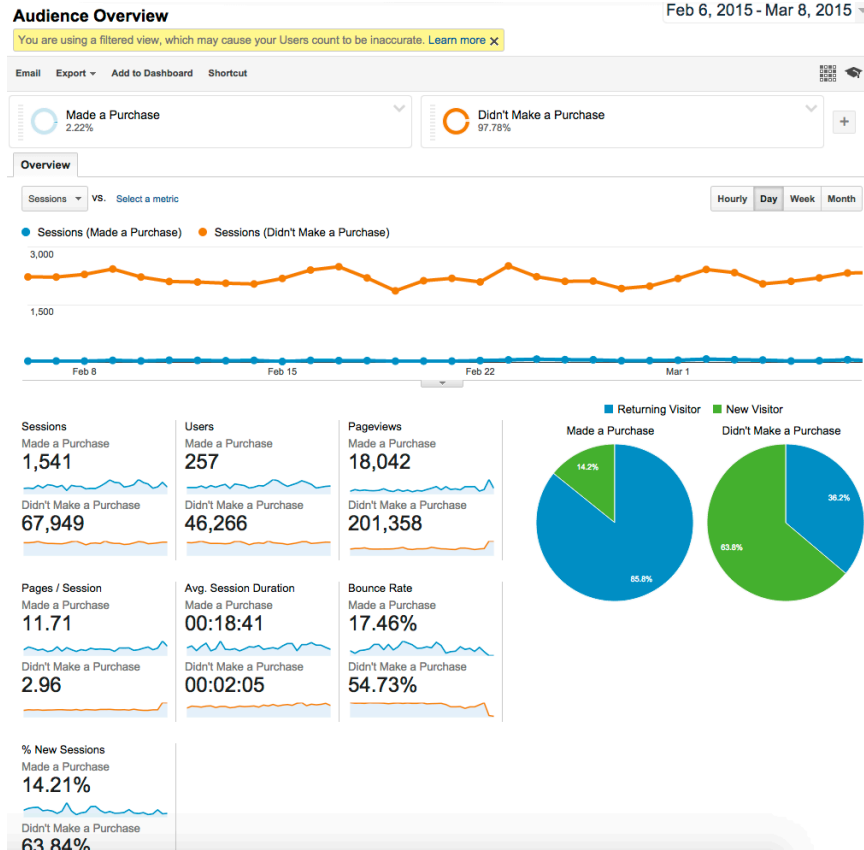 Audience Overview
Feb 6, 2015 - Mar 8, 2015
You are using a filtered view, which may cause your Users count to be inaccurate. Learn more x
Email Export Add to Dashboard Shortcut
Made a Purchase
2.22%
Didn't Make a Purchase
97.78%
+
Overview
Sessions VS. Select a metric
Hourly Day Week Month
Sessions (Made a Purchase) Sessions (Didn't Make a Purchase)
3,000
1,500
Feb 8 Feb 15 Feb 22 Mar 1
Returning Visitor New Visitor
Made a Purchase
14.2%
85.8%
Didn't Make a Purchase
36.2%
63.8%
Sessions
Made a Purchase
1,541
Didn't Make a Purchase
67,949
Users
Made a Purchase
257
Didn't Make a Purchase
46,266
Pageviews
Made a Purchase
18,042
Didn't Make a Purchase
201,358
Pages / Session
Made a Purchase
11.71
Didn't Make a Purchase
2.96
Avg. Session Duration
Made a Purchase
00:18:41
Didn't Make a Purchase
00:02:05
Bounce Rate
Made a Purchase
17.46%
Didn't Make a Purchase
54.73%
% New Sessions
Made a Purchase
14.21%
Didn't Make a Purchase
63.84%